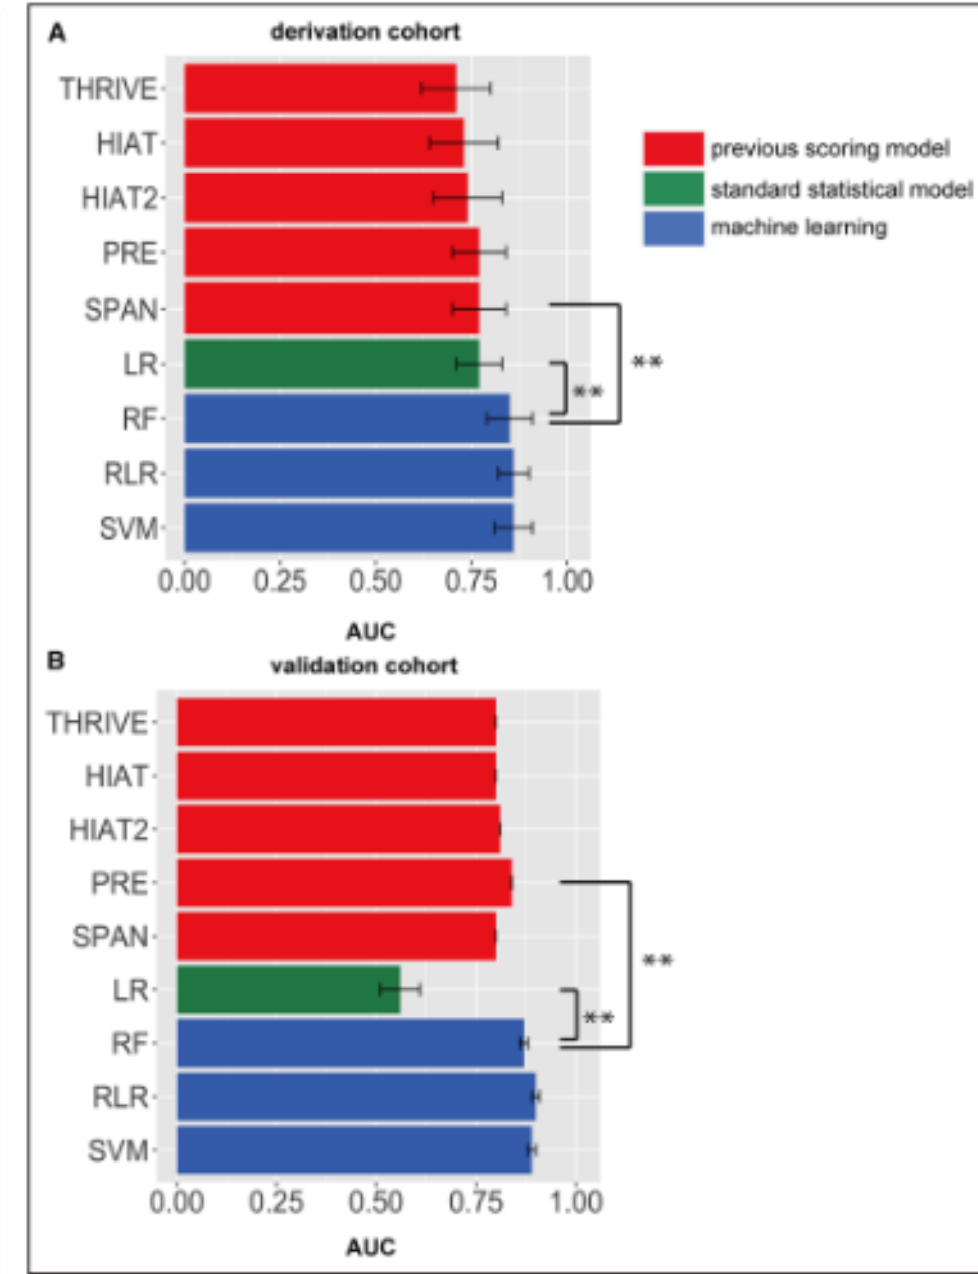 A
derivation cohort
THRIVE
HIAT
HIAT2
PRE
SPAN
LR
RF
RLR
SVM
0.00 0.25 0.50 0.75 1.00
AUC
previous scoring model
standard statistical model
machine learning
**
**
B
validation cohort
THRIVE
HIAT
HIAT2
PRE
SPAN
LR
RF
RLR
SVM
0.00 0.25 0.50 0.75 1.00
AUC
**
**